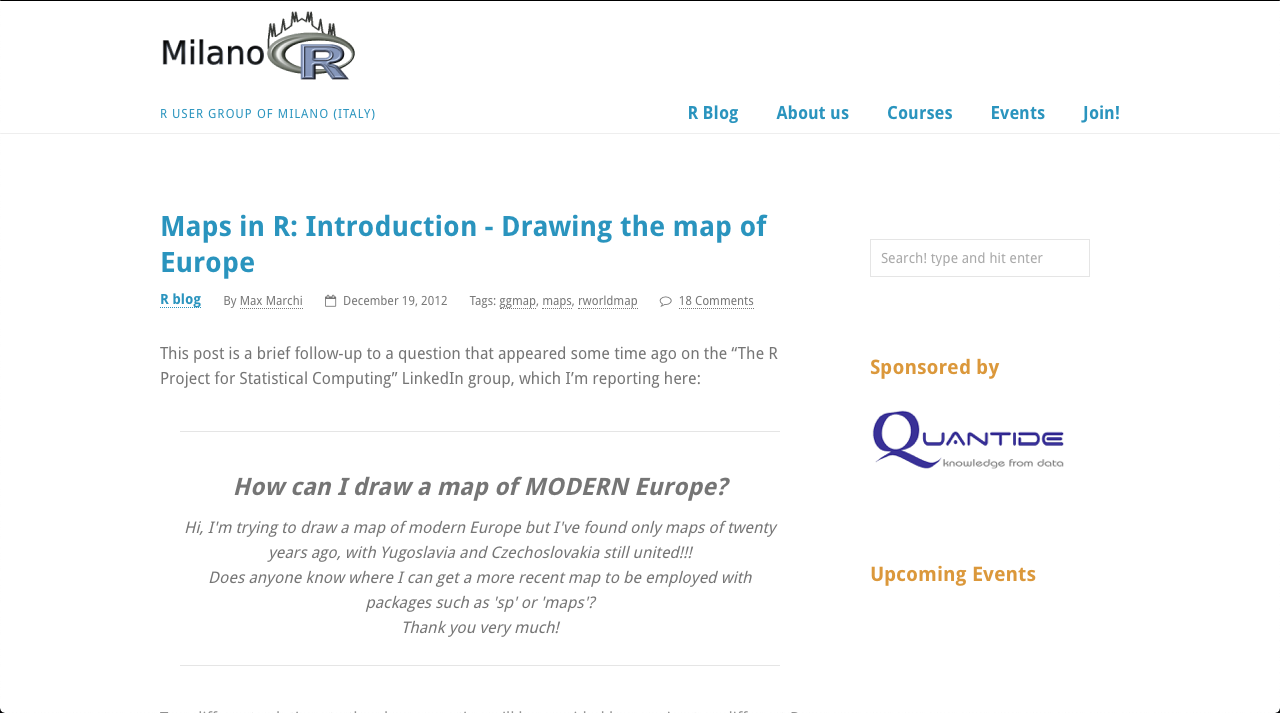 Milano R
R USER GROUP OF MILANO (ITALY)
R Blog About us Courses Events Join!
Maps in R: Introduction - Drawing the map of
Europe
R blog By Max Marchi December 19, 2012 Tags: ggmap, maps, rworldmap 18 Comments
This post is a brief follow-up to a question that appeared some time ago on the “The R
Project for Statistical Computing” LinkedIn group, which I’m reporting here:
How can I draw a map of MODERN Europe?
Hi, I'm trying to draw a map of modern Europe but I've found only maps of twenty
years ago, with Yugoslavia and Czechoslovakia still united!!!
Does anyone know where I can get a more recent map to be employed with
packages such as 'sp' or 'maps'?
Thank you very much!
Search! type and hit enter
Sponsored by
QUANTIDE
knowledge from data
Upcoming Events